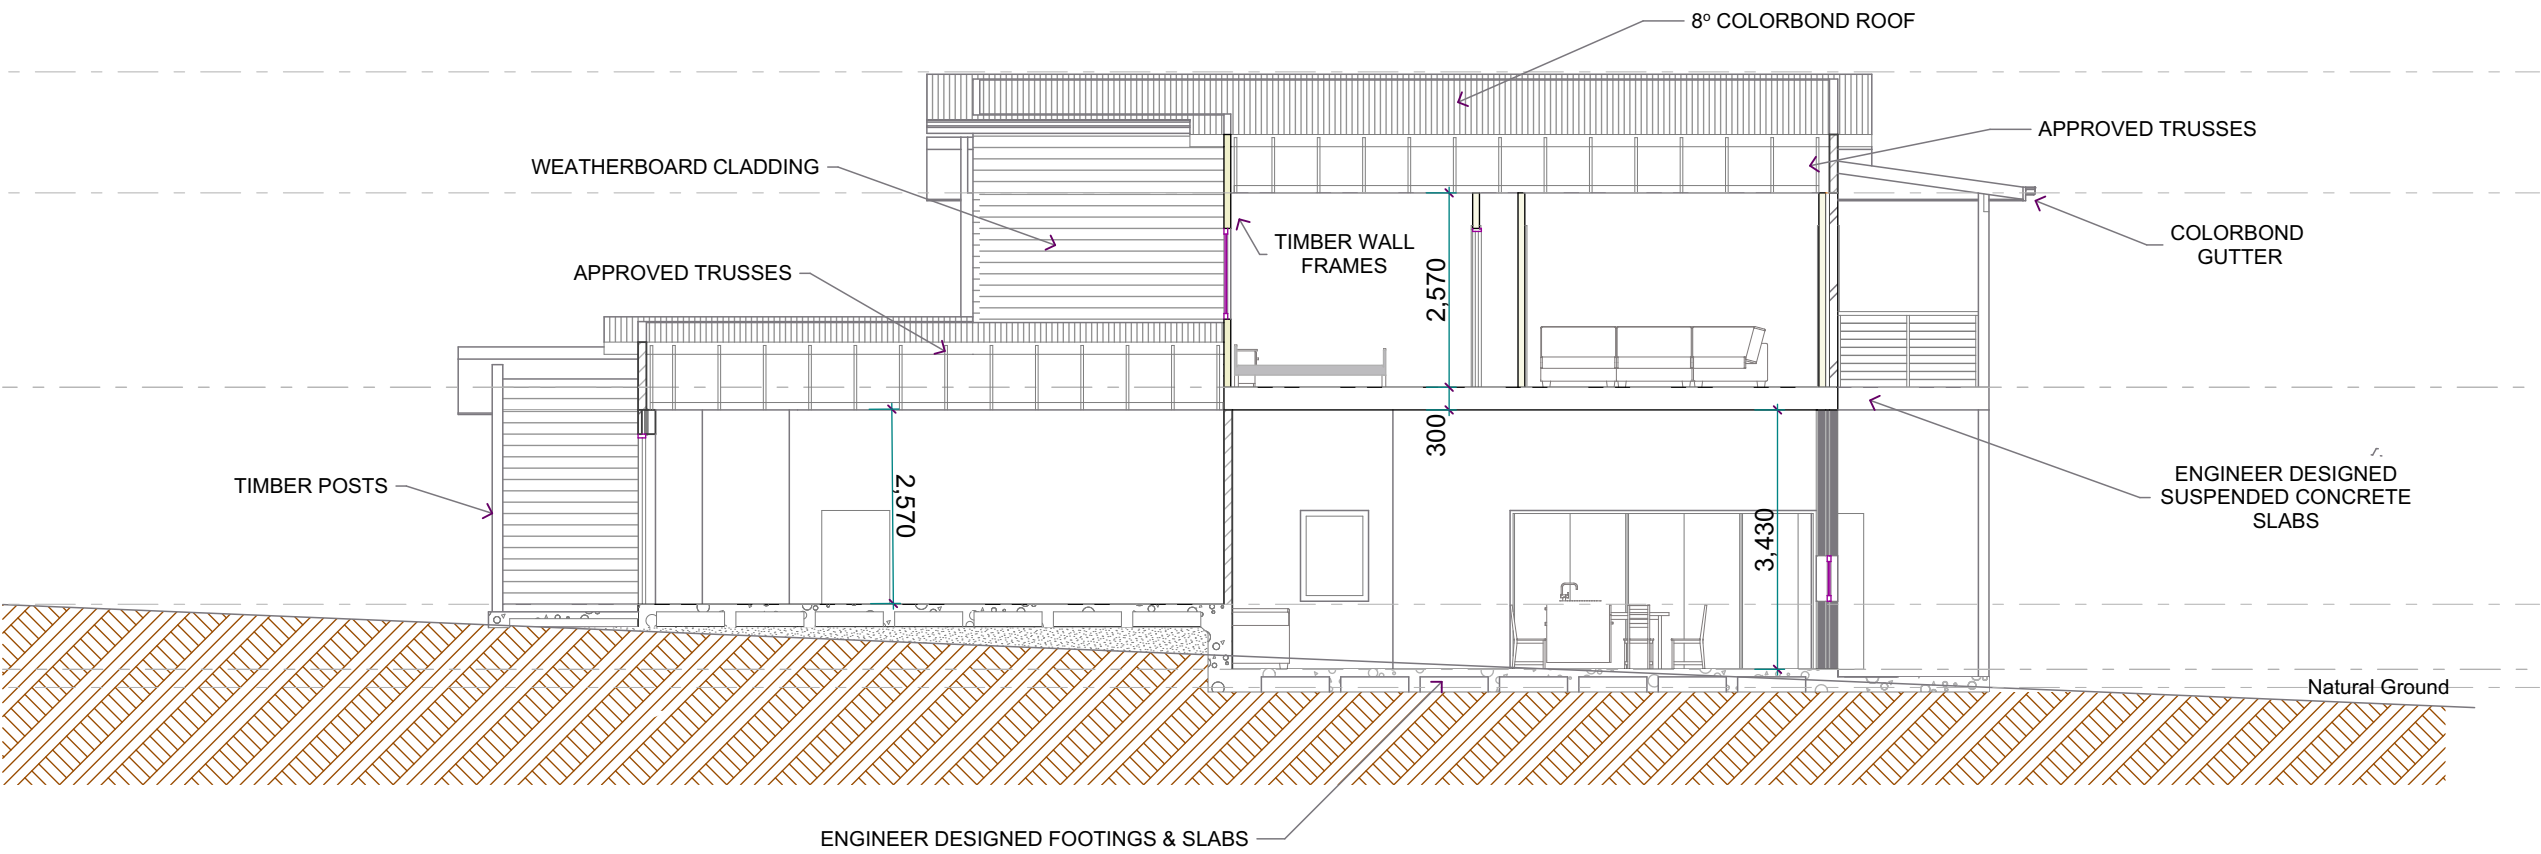 8º COLORBOND ROOF
APPROVED TRUSSES
WEATHERBOARD CLADDING
TIMBER WALL
FRAMES
COLORBOND
GUTTER
APPROVED TRUSSES
2,570
300
TIMBER POSTS
2,570
3,430
ENGINEER DESIGNED
SUSPENDED CONCRETE
SLABS
Natural Ground
ENGINEER DESIGNED FOOTINGS & SLABS